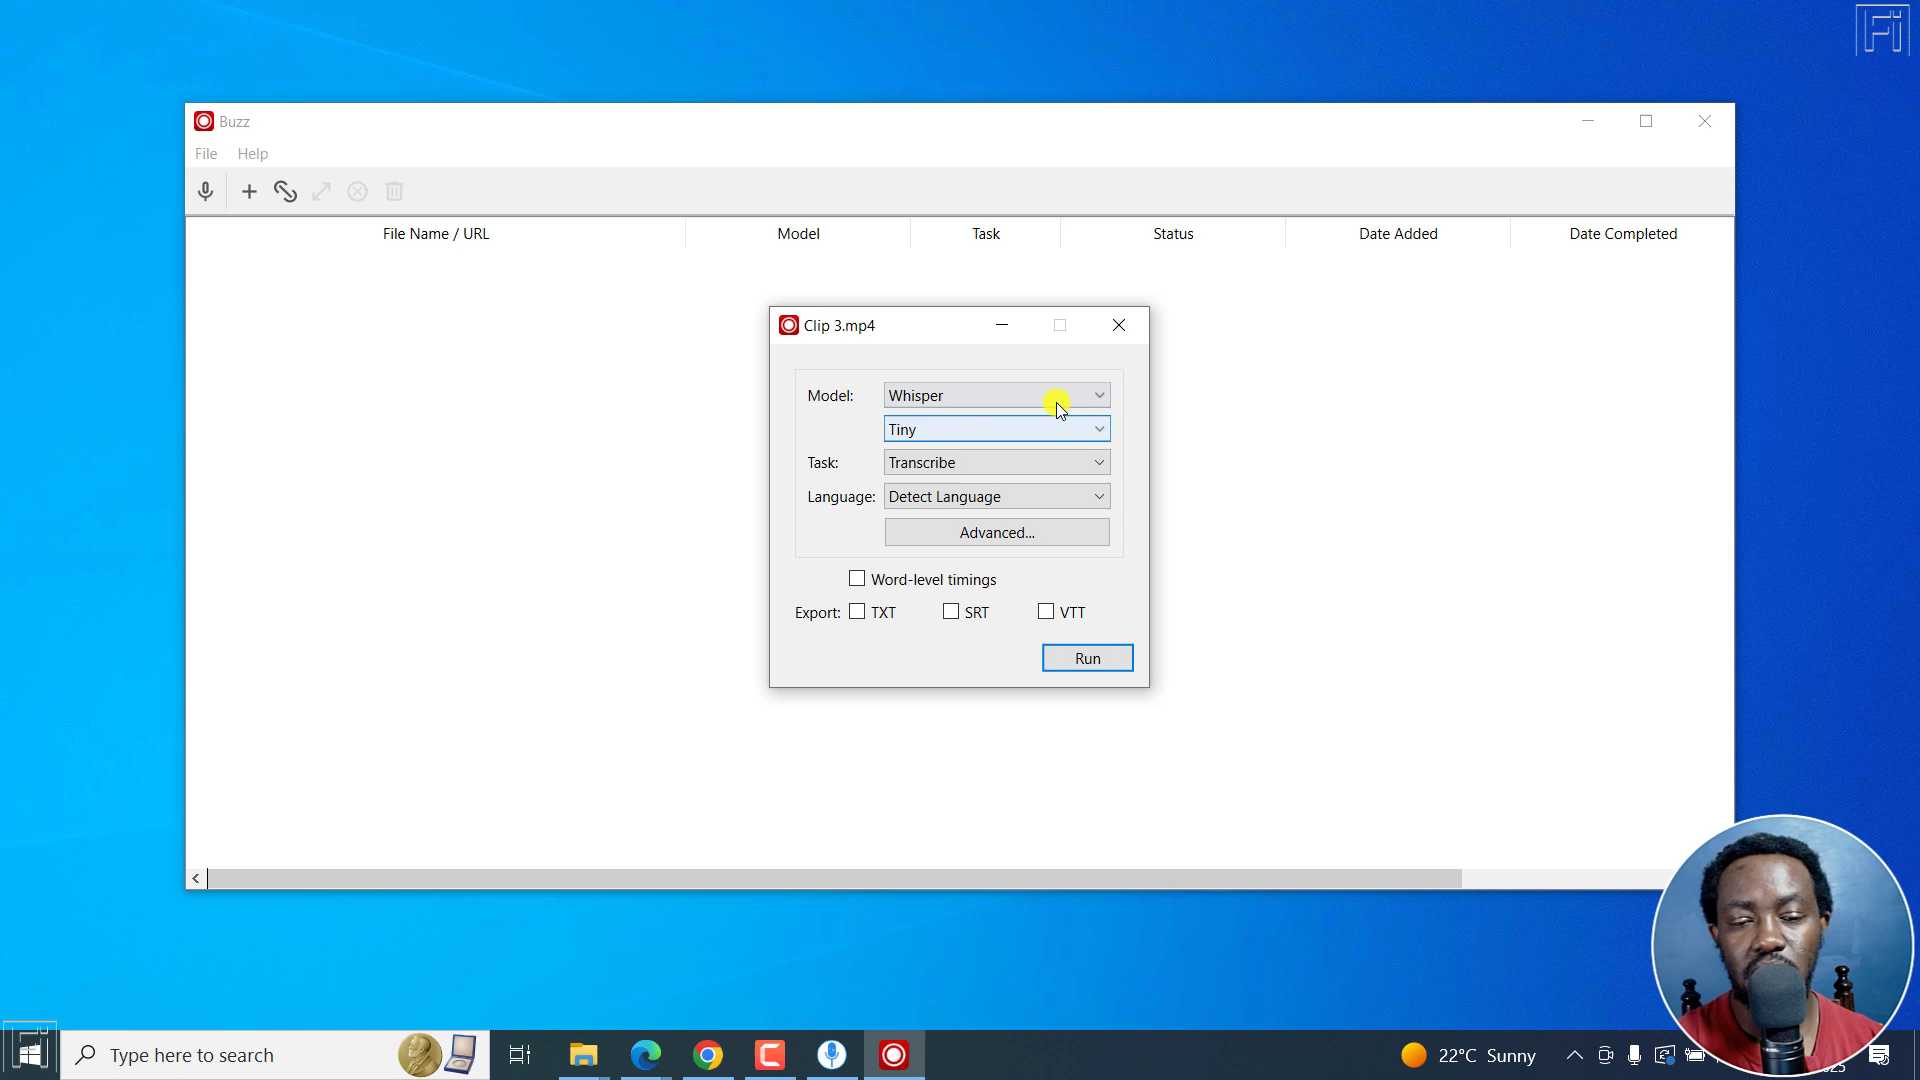 Fi
Buzz
File Help
File Name / URL Model Task Status Date Added Date Completed
Clip 3.mp4
Model: Whisper
Tiny
Task: Transcribe
Language: Detect Language
Advanced...
Word-level timings
Export: TXT SRT VTT
Run
Fi
Type here to search
22°C Sunny